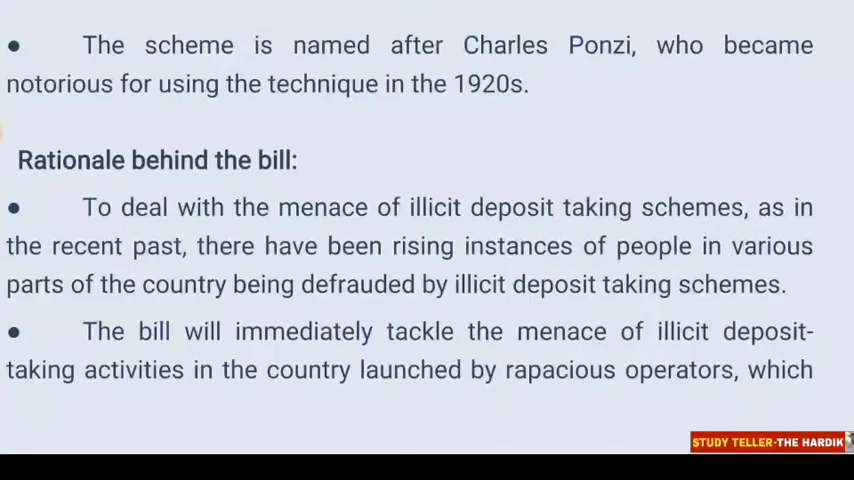 ● The scheme is named after Charles Ponzi, who became
notorious for using the technique in the 1920s.
Rationale behind the bill:
● To deal with the menace of illicit deposit taking schemes, as in
the recent past, there have been rising instances of people in various
parts of the country being defrauded by illicit deposit taking schemes.
● The bill will immediately tackle the menace of illicit deposit-
taking activities in the country launched by rapacious operators, which
STUDY TELLER-THE HARDIK